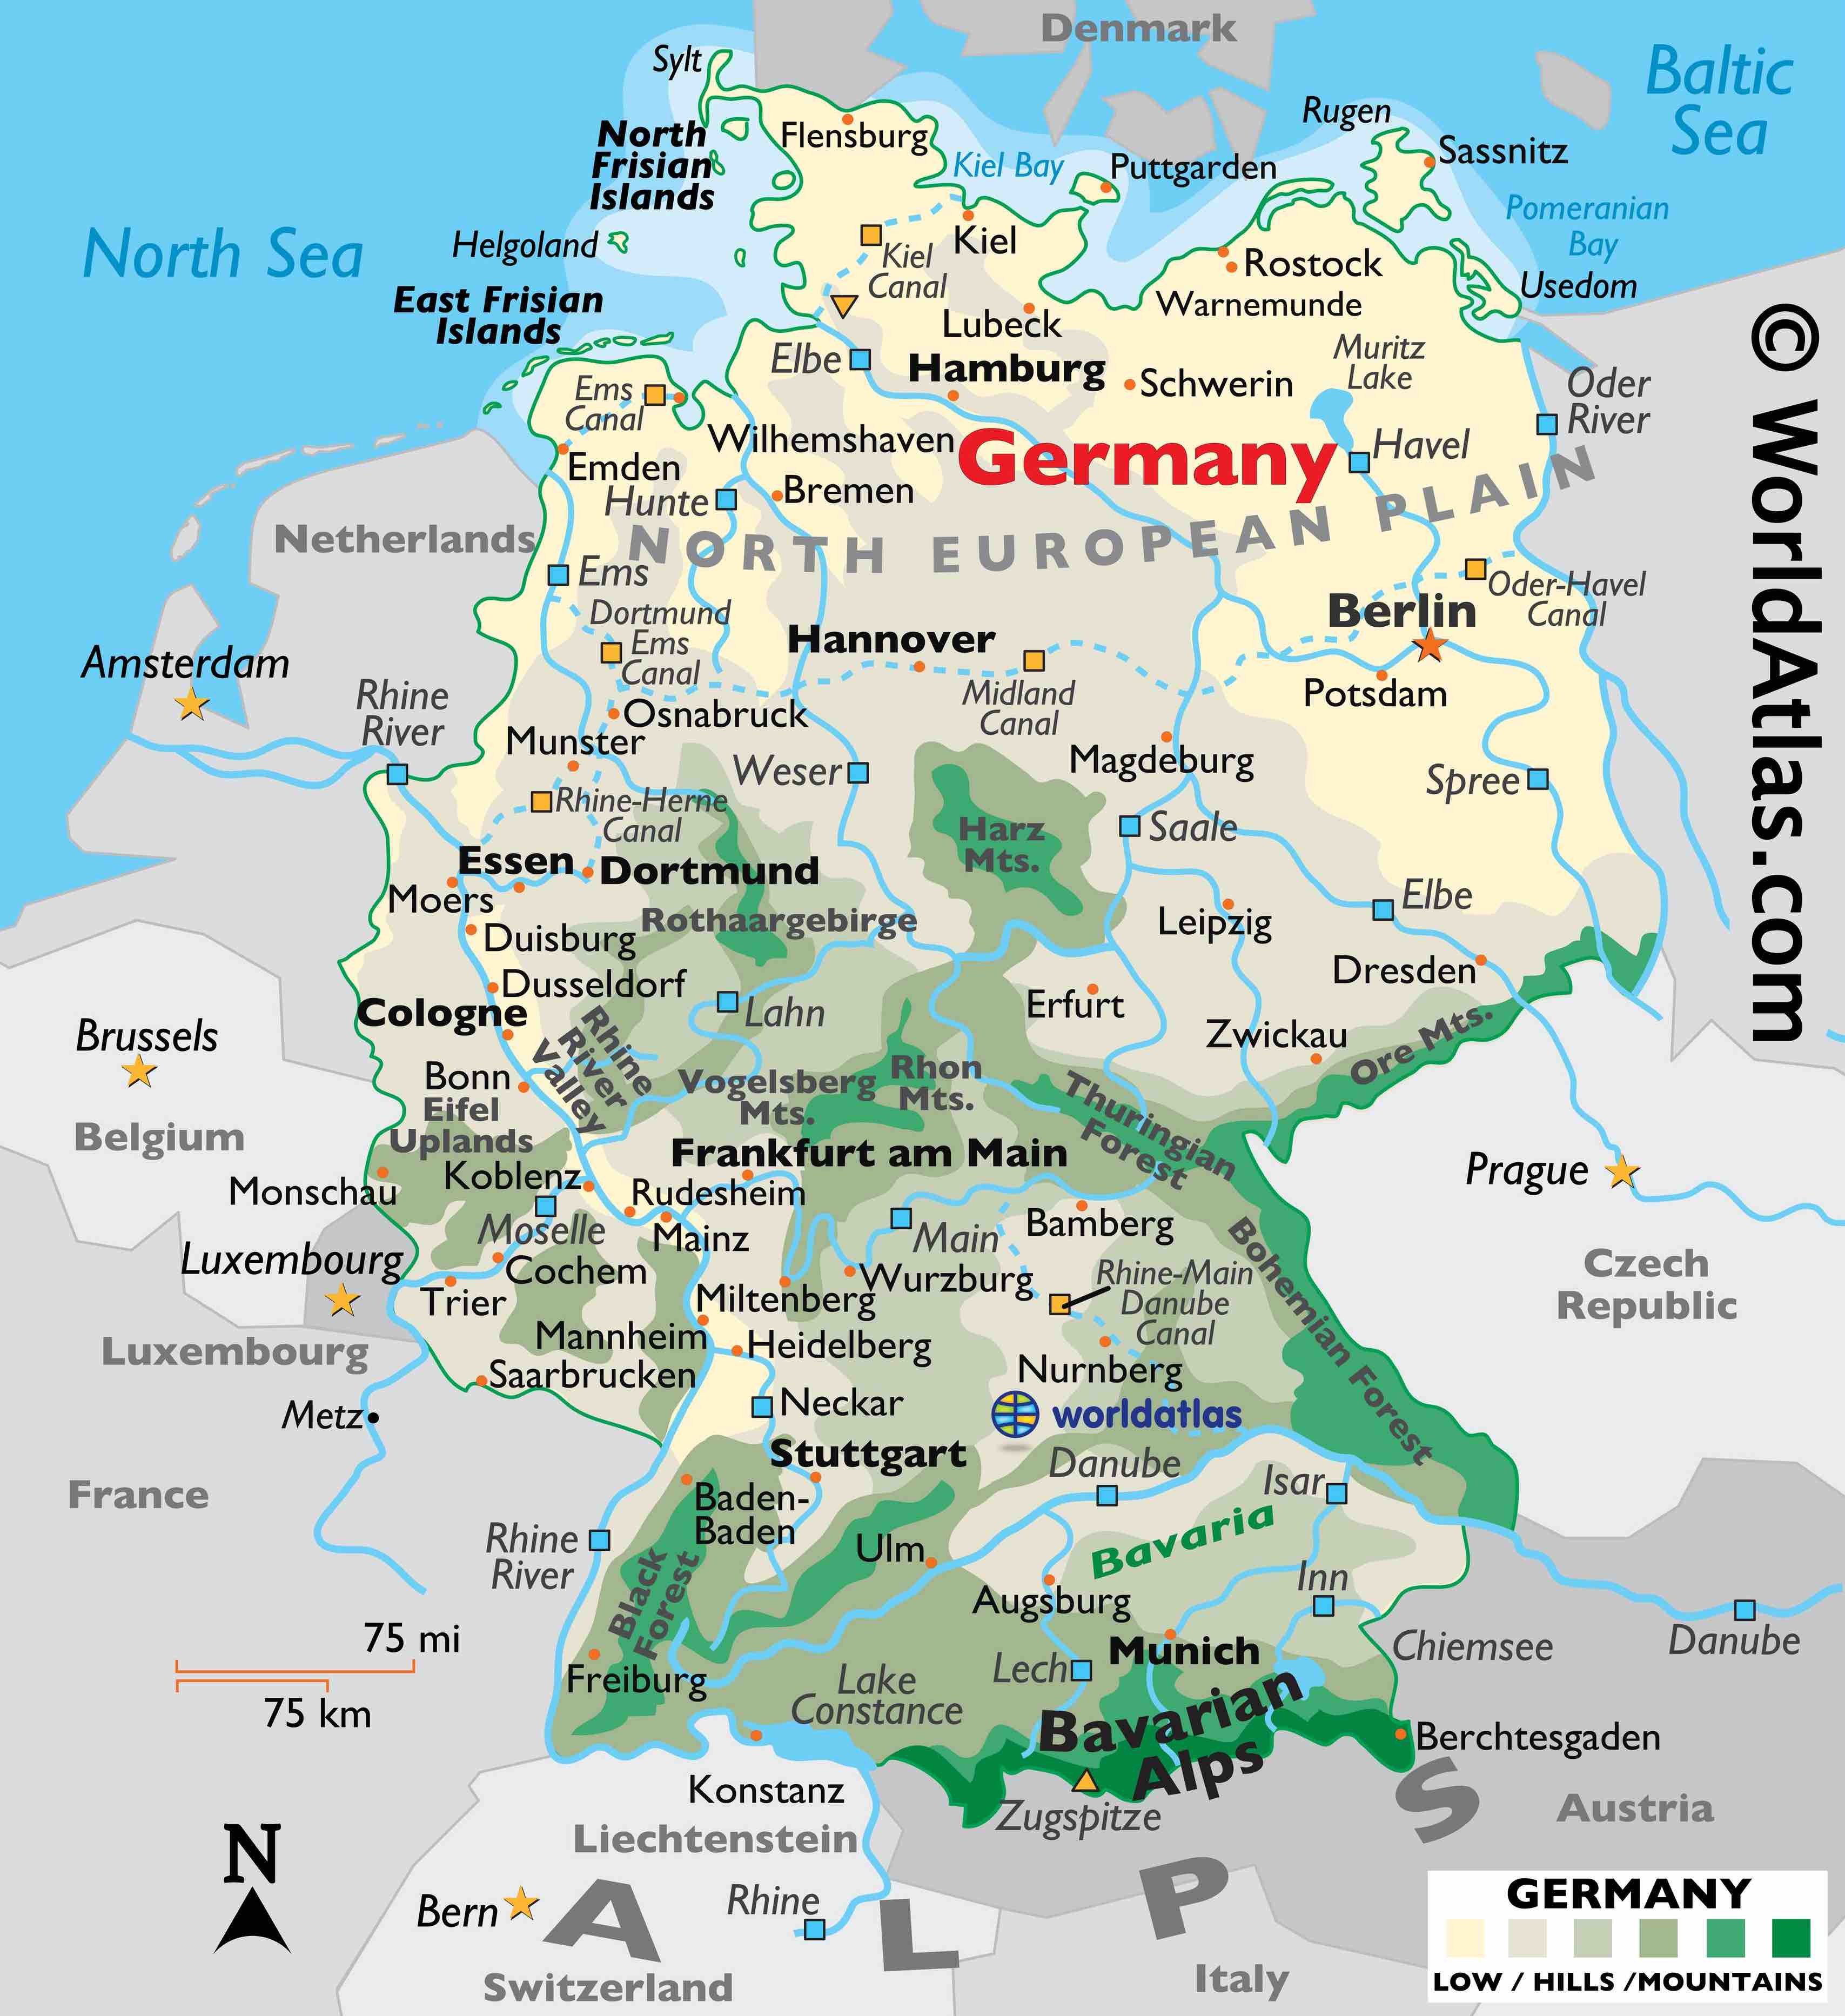 Denmark
Baltic
Sea
Sylt
Rugen
North
Frisian
Islands
Flensburg
Kiel Bay
Puttgarden
Sassnitz
Pomeranian
Bay
North Sea
Helgoland
Kiel
Canal
Kiel
Rostock
Warnemunde
Usedom
East Frisian
Islands
Lubeck
Elbe
Hamburg
Schwerin
Muritz
Lake
Oder
River
Ems
Canal
Wilhemshaven
Germany
Havel
Emden
Hunte
Bremen
Netherlands
NORTH EUROPEAN PLAIN
Ems
Oder-Havel
Canal
Dortmund
Ems
Canal
Hannover
Berlin
Amsterdam
Rhine
River
Midland
Canal
Potsdam
Osnabruck
Munster
Weser
Magdeburg
Spree
Rhine-Herne
Canal
Harz
Mts.
Saale
Essen
Dortmund
Moers
Elbe
Rothaargebirge
Leipzig
Duisburg
Dresden
Dusseldorf
Cologne
Lahn
Erfurt
Zwickau
Ore Mts.
Brussels
Rhine
River
Valley
Bonn
Eifel
Uplands
Vogelsberg
Mts.
Rhon
Mts.
Thuringian
Forest
Belgium
Frankfurt am Main
Prague
Monschau
Koblenz
Rudesheim
Moselle
Mainz
Main
Bamberg
Bohemian Forest
Luxembourg
Cochem
Wurzburg
Rhine-Main
Danube
Canal
Czech
Republic
Trier
Miltenberg
Luxembourg
Mannheim
Heidelberg
Saarbrucken
Nurnberg
Metz
Neckar
worldatlas
Stuttgart
Danube
Isar
France
Baden-
Baden
Bavaria
Rhine
River
Ulm
Black
Forest
Augsburg
Inn
75 mi
75 km
Munich
Chiemsee
Danube
Freiburg
Lake
Constance
Lech
Bavarian
Alps
Berchtesgaden
Konstanz
Zugspitze
Austria
Liechtenstein
N
Bern
Rhine
ALPS
Switzerland
Italy
GERMANY
LOW / HILLS /MOUNTAINS
© WorldAtlas.com